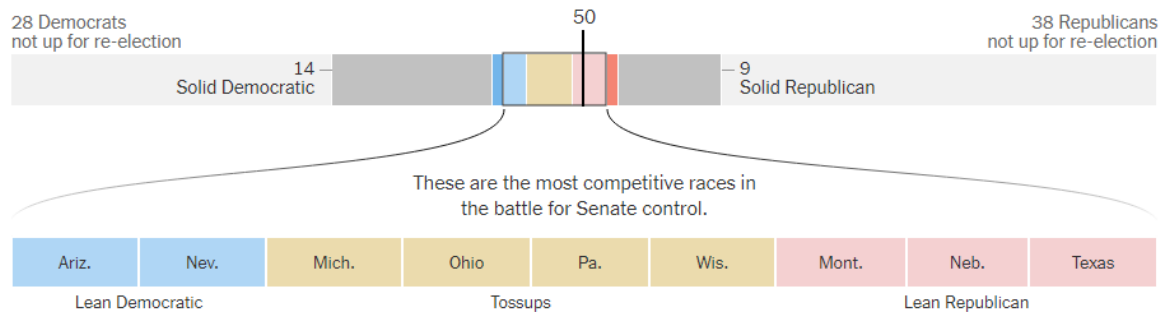 28 Democrats
not up for re-election
50
38 Republicans
not up for re-election
14
Solid Democratic
9
Solid Republican
These are the most competitive races in
the battle for Senate control.
Ariz. Nev. Mich. Ohio Pa. Wis. Mont. Neb. Texas
Lean Democratic Tossups Lean Republican